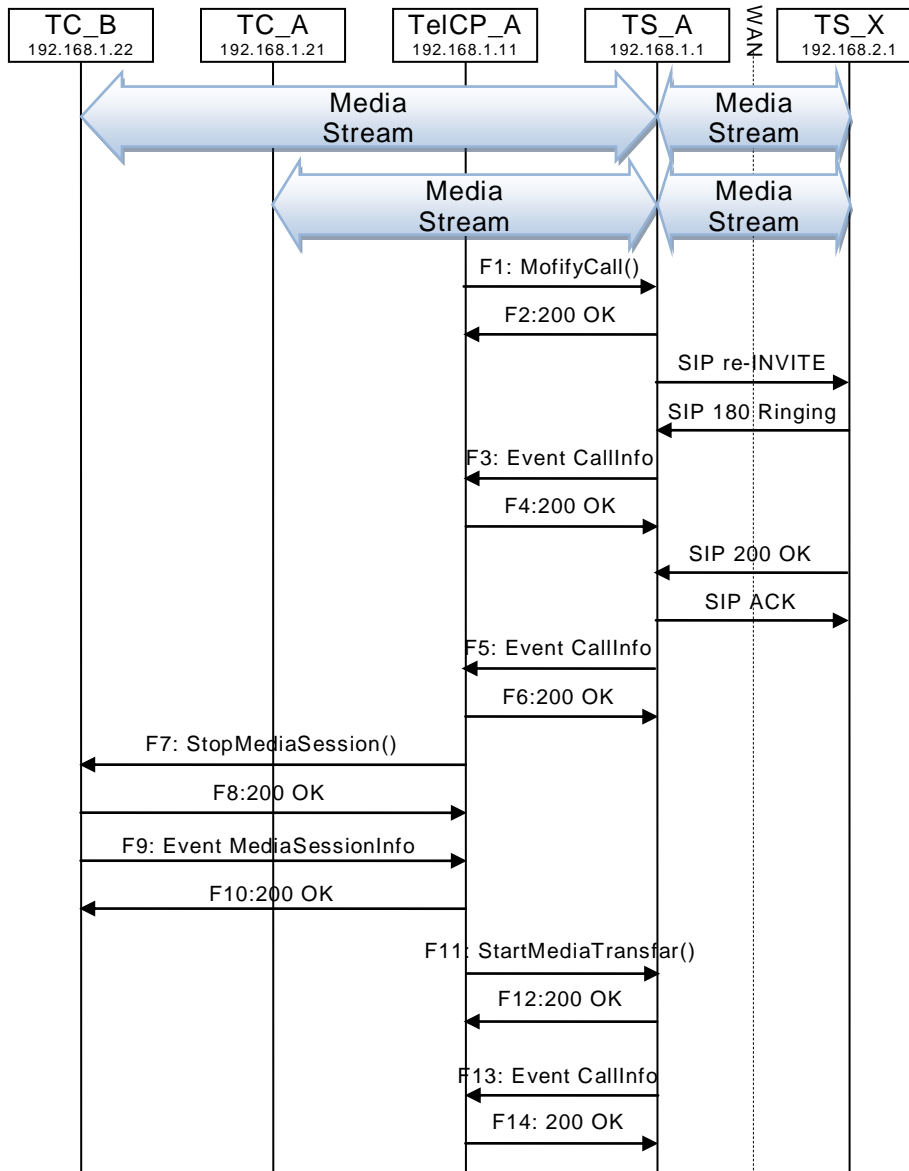 TC_B
192.168.1.22
TC_A
192.168.1.21
TelCP_A
192.168.1.11
TS_A
192.168.1.1
WAN
TS_X
192.168.2.1
Media
Stream
Media
Stream
Media
Stream
Media
Stream
F1: MofifyCall()
F2:200 OK
SIP re-INVITE
SIP 180 Ringing
F3: Event CallInfo
F4:200 OK
SIP 200 OK
SIP ACK
F5: Event CallInfo
F6:200 OK
F7: StopMediaSession()
F8:200 OK
F9: Event MediaSessionInfo
F10:200 OK
F11: StartMediaTransfar()
F12:200 OK
F13: Event CallInfo
F14: 200 OK